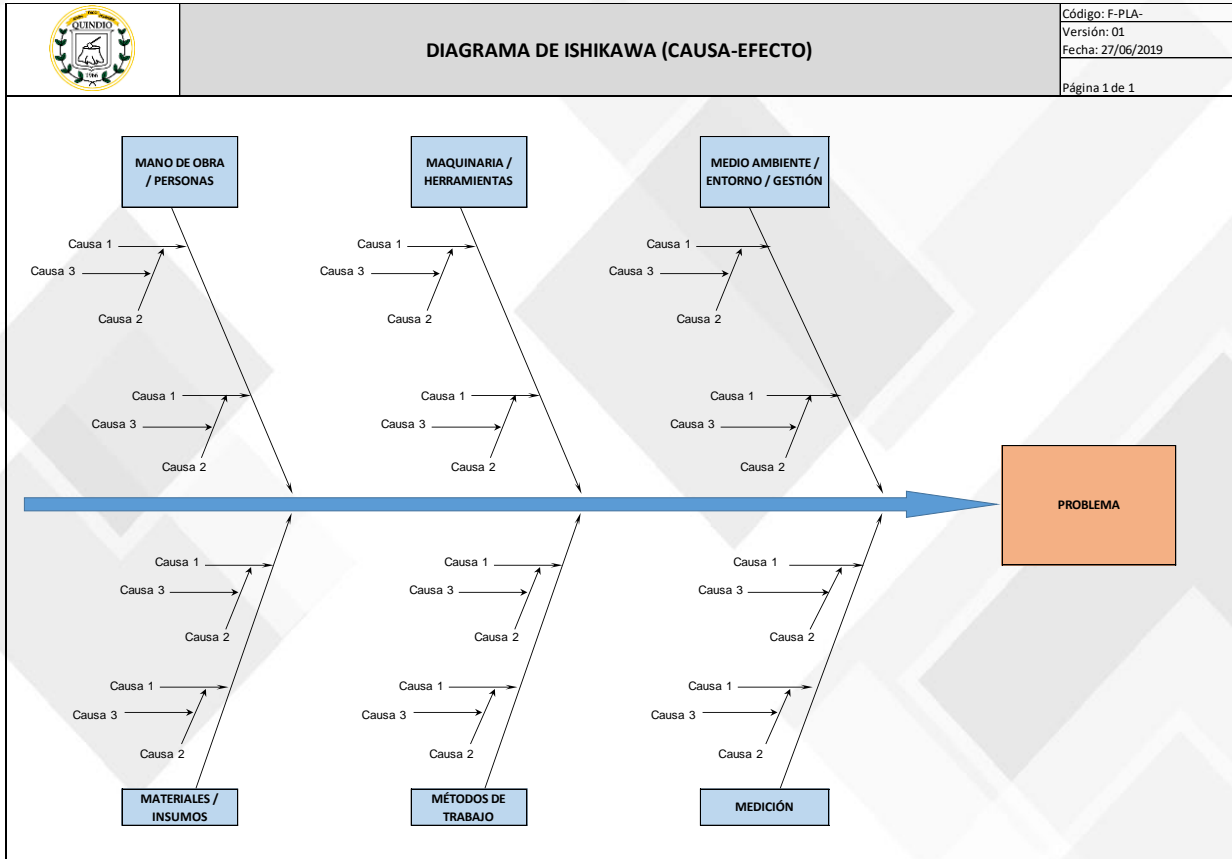 QUINDIO
1966
DIAGRAMA DE ISHIKAWA (CAUSA-EFECTO)
Código: F-PLA-
Versión: 01
Fecha: 27/06/2019
Página 1 de 1
MANO DE OBRA
/ PERSONAS
MAQUINARIA /
HERRAMIENTAS
MEDIO AMBIENTE /
ENTORNO / GESTIÓN
Causa 1
Causa 1
Causa 1
Causa 3
Causa 3
Causa 3
Causa 2
Causa 2
Causa 2
Causa 1
Causa 1
Causa 1
Causa 3
Causa 3
Causa 3
Causa 2
Causa 2
Causa 2
PROBLEMA
Causa 1
Causa 1
Causa 1
Causa 3
Causa 3
Causa 3
Causa 2
Causa 2
Causa 2
Causa 1
Causa 1
Causa 1
Causa 3
Causa 3
Causa 3
Causa 2
Causa 2
Causa 2
MATERIALES /
INSUMOS
MÉTODOS DE
TRABAJO
MEDICIÓN